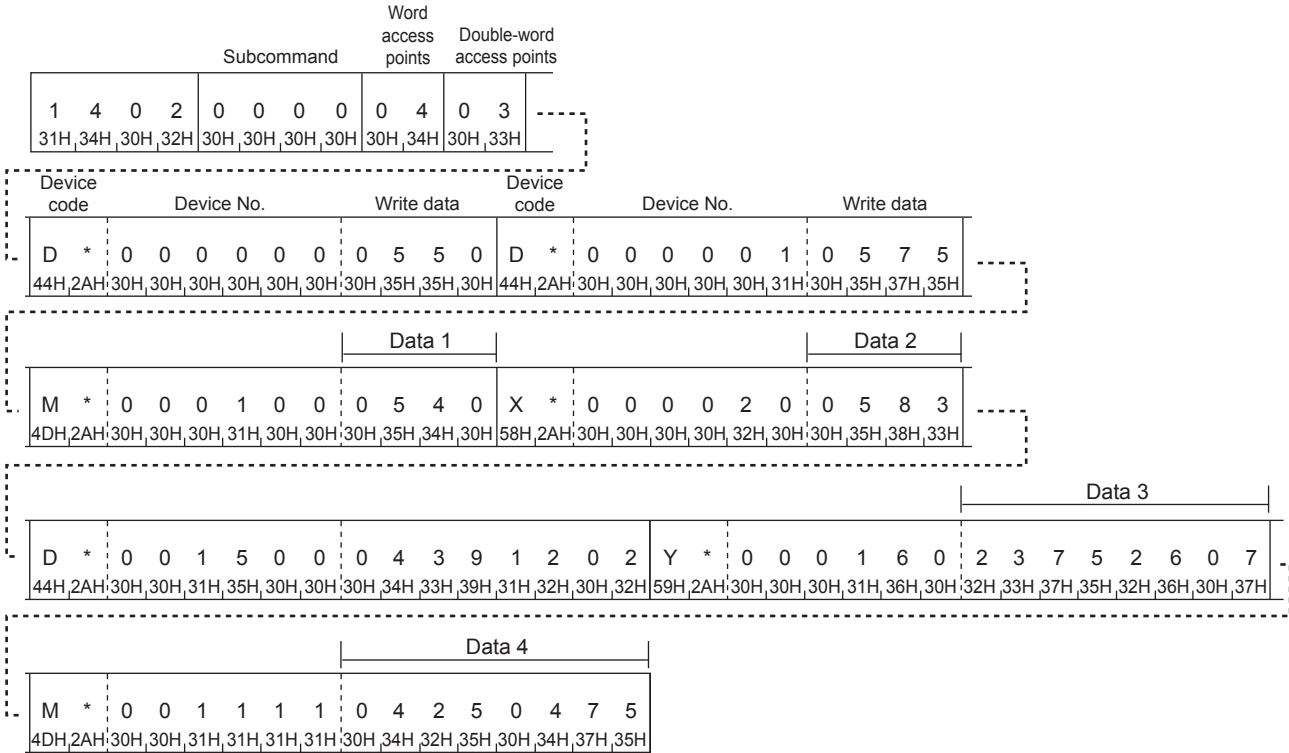 Word access points
Double-word access points
Subcommand
1 4 0 2 0 0 0 0 0 4 0 3
31H 34H 30H 32H 30H 30H 30H 30H 30H 34H 30H 33H
Device code Device No. Write data Device code Device No. Write data
D * 0 0 0 0 0 0 0 5 5 0 D * 0 0 0 0 0 1 0 5 7 5
44H 2AH 30H 30H 30H 30H 30H 30H 30H 35H 35H 30H 44H 2AH 30H 30H 30H 30H 30H 31H 30H 35H 37H 35H
Data 1 Data 2
M * 0 0 0 1 0 0 0 5 4 0 X * 0 0 0 0 2 0 0 5 8 3
4DH 2AH 30H 30H 30H 31H 30H 30H 30H 35H 34H 30H 58H 2AH 30H 30H 30H 30H 32H 30H 30H 35H 38H 33H
Data 3
D * 0 0 1 5 0 0 0 4 3 9 1 2 0 2 Y * 0 0 0 1 6 0 2 3 7 5 2 6 0 7
44H 2AH 30H 30H 31H 35H 30H 30H 30H 34H 33H 39H 31H 32H 30H 32H 59H 2AH 30H 30H 30H 31H 36H 30H 32H 33H 37H 35H 32H 36H 30H 37H
Data 4
M * 0 0 1 1 1 1 0 4 2 5 0 4 7 5
4DH 2AH 30H 30H 31H 31H 31H 31H 30H 34H 32H 35H 30H 34H 37H 35H